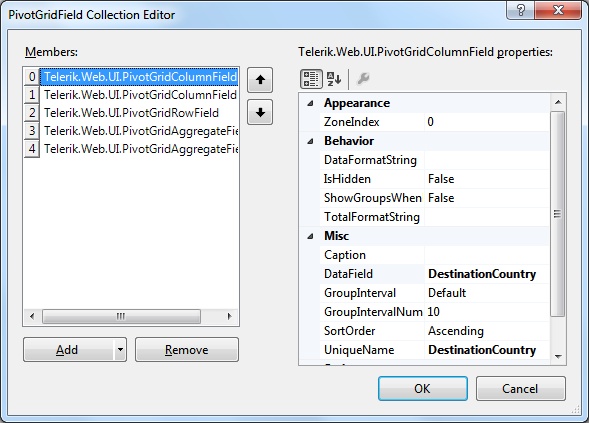 PivotGridField Collection Editor
Members:
0 Telerik.Web.UI.PivotGridColumnField
1 Telerik.Web.UI.PivotGridColumnField
2 Telerik.Web.UI.PivotGridRowField
3 Telerik.Web.UI.PivotGridAggregateFie
4 Telerik.Web.UI.PivotGridAggregateFie
Add
Remove
Telerik.Web.UI.PivotGridColumnField properties:
Appearance
ZoneIndex 0
Behavior
DataFormatString
IsHidden False
ShowGroupsWhen False
TotalFormatString
Misc
Caption
DataField DestinationCountry
GroupInterval Default
GroupIntervalNum 10
SortOrder Ascending
UniqueName DestinationCountry
OK
Cancel